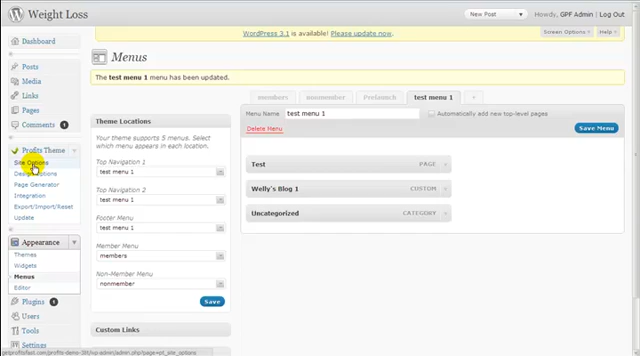 Weight Loss
New Post
Howdy, GPF Admin | Log Out
WordPress 3.1 is available! Please update now.
Screen Options
Help
Dashboard
Posts
Media
Links
Pages
Comments 1
Profits Theme
Site Options
Design Options
Page Generator
Integration
Export/Import/Reset
Update
Appearance
Themes
Widgets
Menus
Editor
Plugins 1
Users
Tools
Settings
Menus
The test menu 1 menu has been updated.
Theme Locations
Your theme supports 5 menus. Select
which menu appears in each location.
Top Navigation 1
test menu 1
Top Navigation 2
test menu 1
Footer Menu
test menu 1
Member Menu
members
Non-Member Menu
nonmember
Save
Custom Links
members
nonmember
Prelaunch
test menu 1
+
Menu Name
test menu 1
Automatically add new top-level pages
Delete Menu
Save Menu
Test PAGE
Welly's Blog 1 CUSTOM
Uncategorized CATEGORY